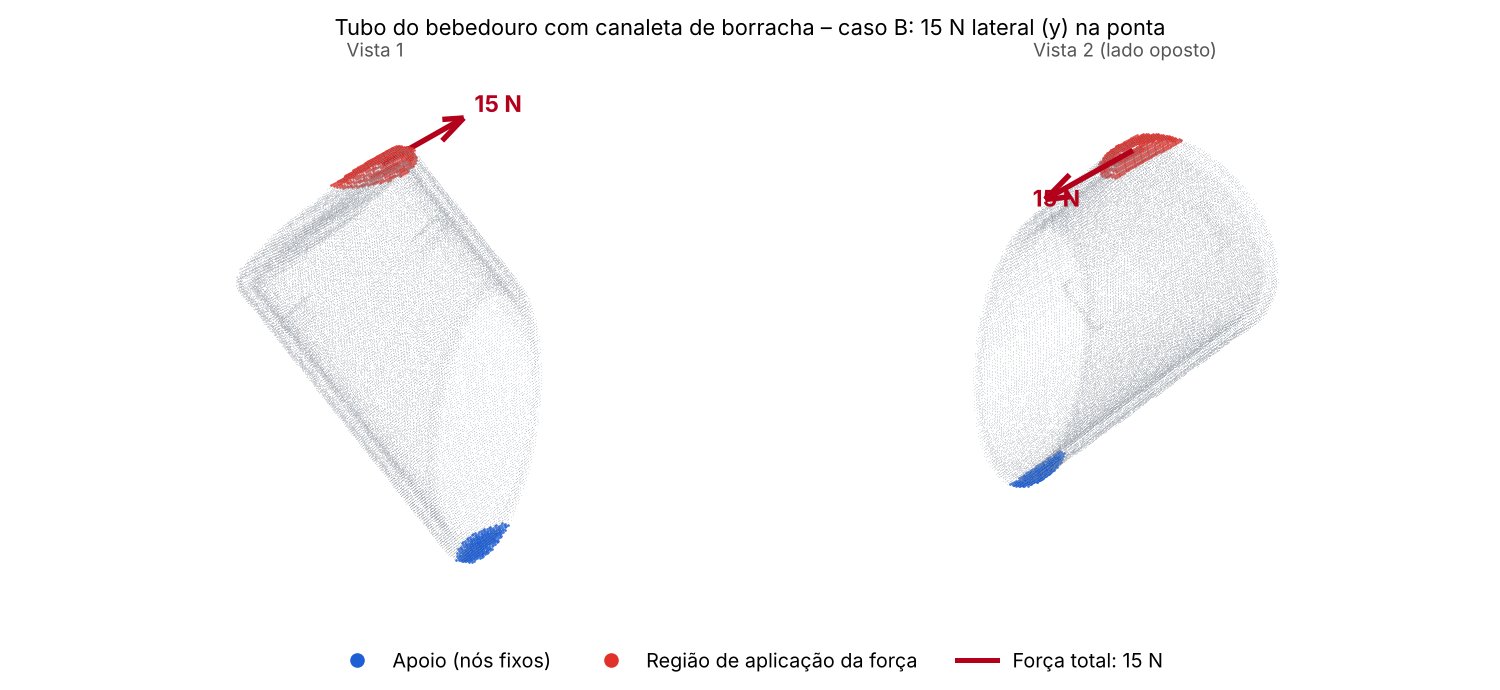 Tubo do bebedouro com canaleta de borracha – caso B: 15 N lateral (y) na ponta
Vista 1
Vista 2 (lado oposto)
15 N
15 N
Apoio (nós fixos)
Região de aplicação da força
Força total: 15 N